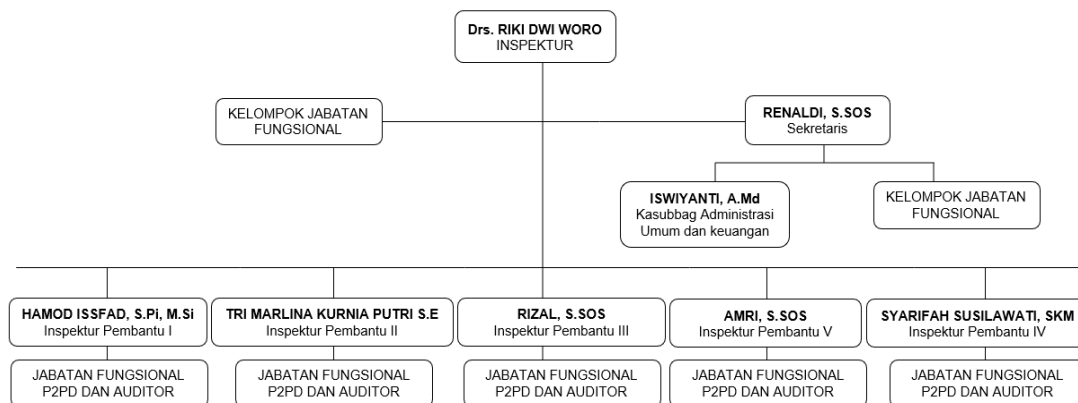 Drs. RIKI DWI WORO
INSPEKTUR
KELOMPOK JABATAN
FUNGSIONAL
RENALDI, S.SOS
Sekretaris
ISWIYANTI, A.Md
Kasubbag Administrasi
Umum dan keuangan
KELOMPOK JABATAN
FUNGSIONAL
HAMOD ISSFAD, S.Pi, M.Si
Inspektur Pembantu I
TRI MARLINA KURNIA PUTRI S.E
Inspektur Pembantu II
RIZAL, S.SOS
Inspektur Pembantu III
AMRI, S.SOS
Inspektur Pembantu V
SYARIFAH SUSILAWATI, SKM
Inspektur Pembantu IV
JABATAN FUNGSIONAL
P2PD DAN AUDITOR
JABATAN FUNGSIONAL
P2PD DAN AUDITOR
JABATAN FUNGSIONAL
P2PD DAN AUDITOR
JABATAN FUNGSIONAL
P2PD DAN AUDITOR
JABATAN FUNGSIONAL
P2PD DAN AUDITOR